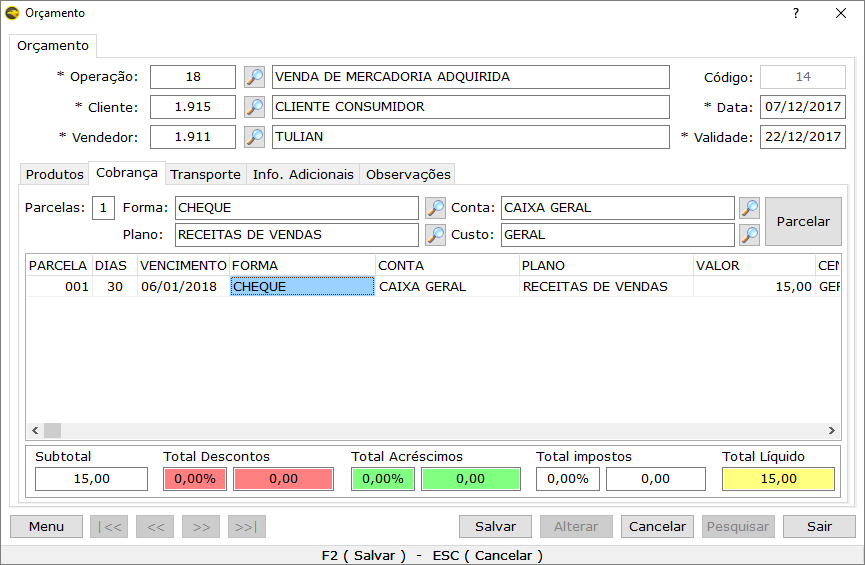 Orçamento ?
Orçamento
* Operação: 18 VENDA DE MERCADORIA ADQUIRIDA Código: 14
* Cliente: 1.915 CLIENTE CONSUMIDOR * Data: 07/12/2017
* Vendedor: 1.911 TULIAN * Validade: 22/12/2017
Produtos Cobrança Transporte Info. Adicionais Observações
Parcelas: 1 Forma: CHEQUE Conta: CAIXA GERAL Parcelar
Plano: RECEITAS DE VENDAS Custo: GERAL
PARCELA DIAS VENCIMENTO FORMA CONTA PLANO VALOR CEN
001 30 06/01/2018 CHEQUE CAIXA GERAL RECEITAS DE VENDAS 15,00 GER
Subtotal Total Descontos Total Acréscimos Total impostos Total Líquido
15,00 0,00% 0,00 0,00% 0,00 0,00% 0,00 15,00
Menu |<< << >> >>| Salvar Alterar Cancelar Pesquisar Sair
F2 ( Salvar ) - ESC ( Cancelar )